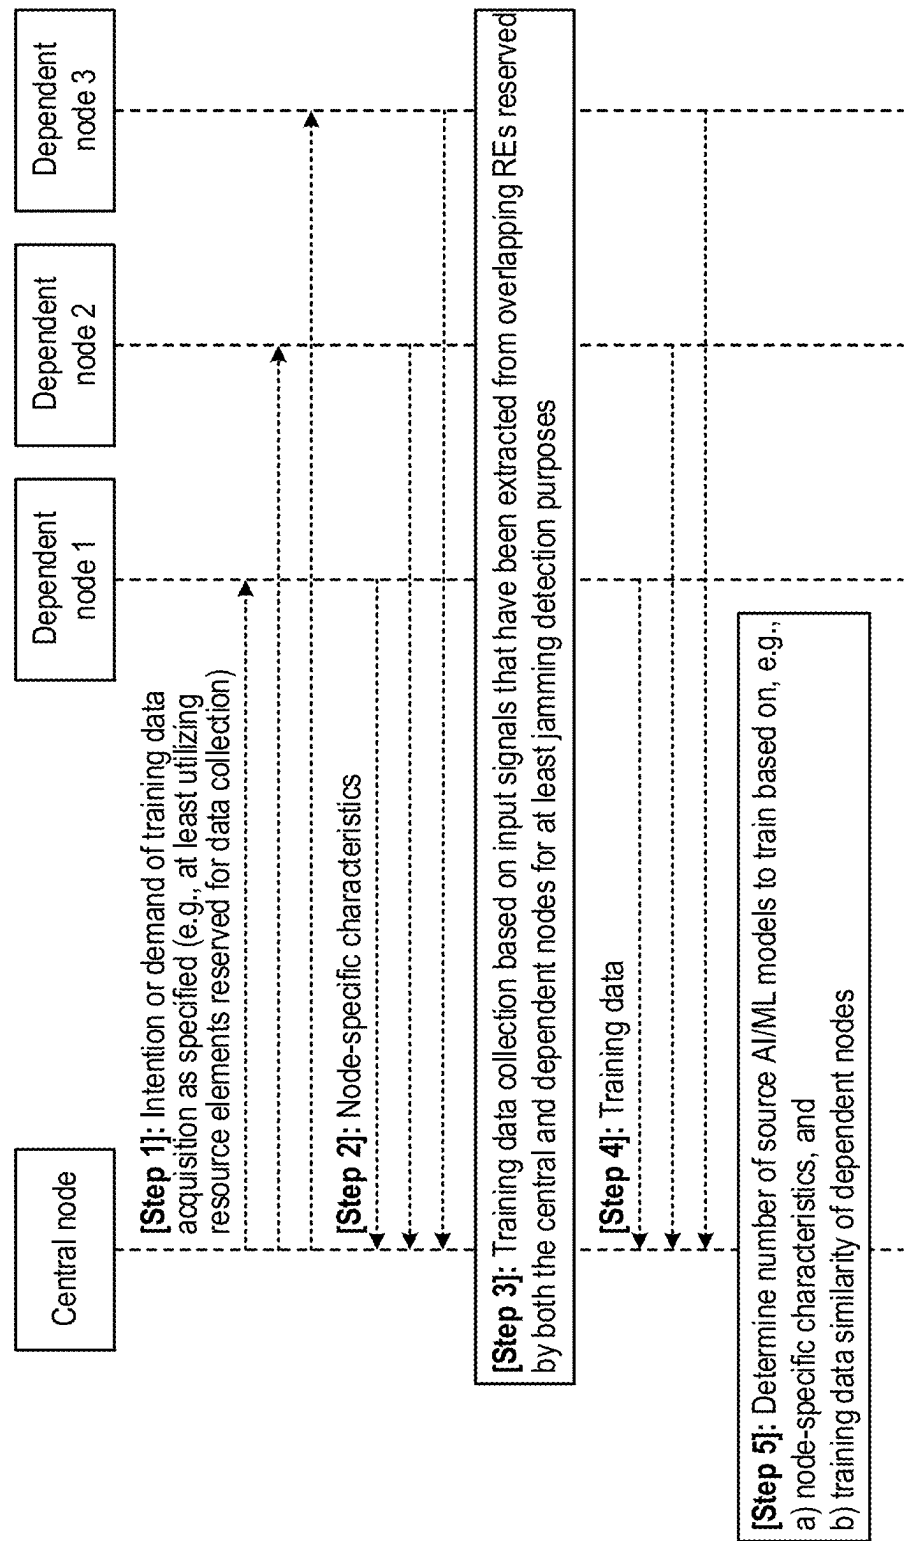 Central node
Dependent
node 1
Dependent
node 2
Dependent
node 3
[Step 1]: Intention or demand of training data
acquisition as specified (e.g., at least utilizing
resource elements reserved for data collection)
[Step 2]: Node-specific characteristics
[Step 3]: Training data collection based on input signals that have been extracted from overlapping REs reserved
by both the central and dependent nodes for at least jamming detection purposes
[Step 4]: Training data
[Step 5]: Determine number of source AI/ML models to train based on, e.g.,
a) node-specific characteristics, and
b) training data similarity of dependent nodes